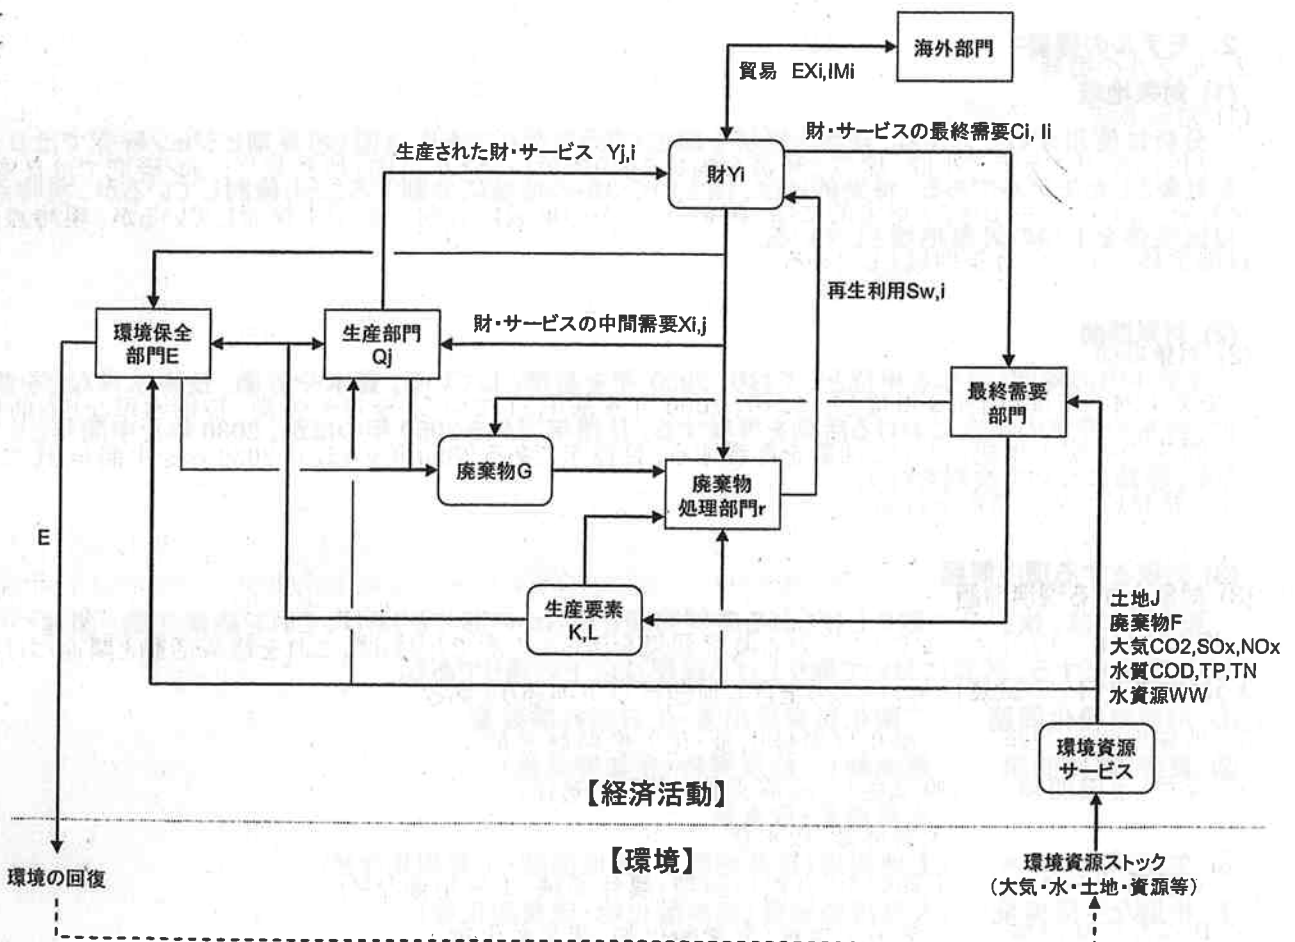 海外部門
貿易 EXi,IMi
財・サービスの最終需要Ci, Ii
生産された財・サービス Yj,i
財Yi
再生利用Sw,i
環境保全
部門E
生産部門
Qj
財・サービスの中間需要Xi,j
最終需要
部門
廃棄物G
廃棄物
処理部門r
E
生産要素
K,L
土地J
廃棄物F
大気CO2,SOx,NOx
水質COD,TP,TN
水資源WW
環境資源
サービス
【経済活動】
【環境】
環境の回復
環境資源ストック
（大気・水・土地・資源等）